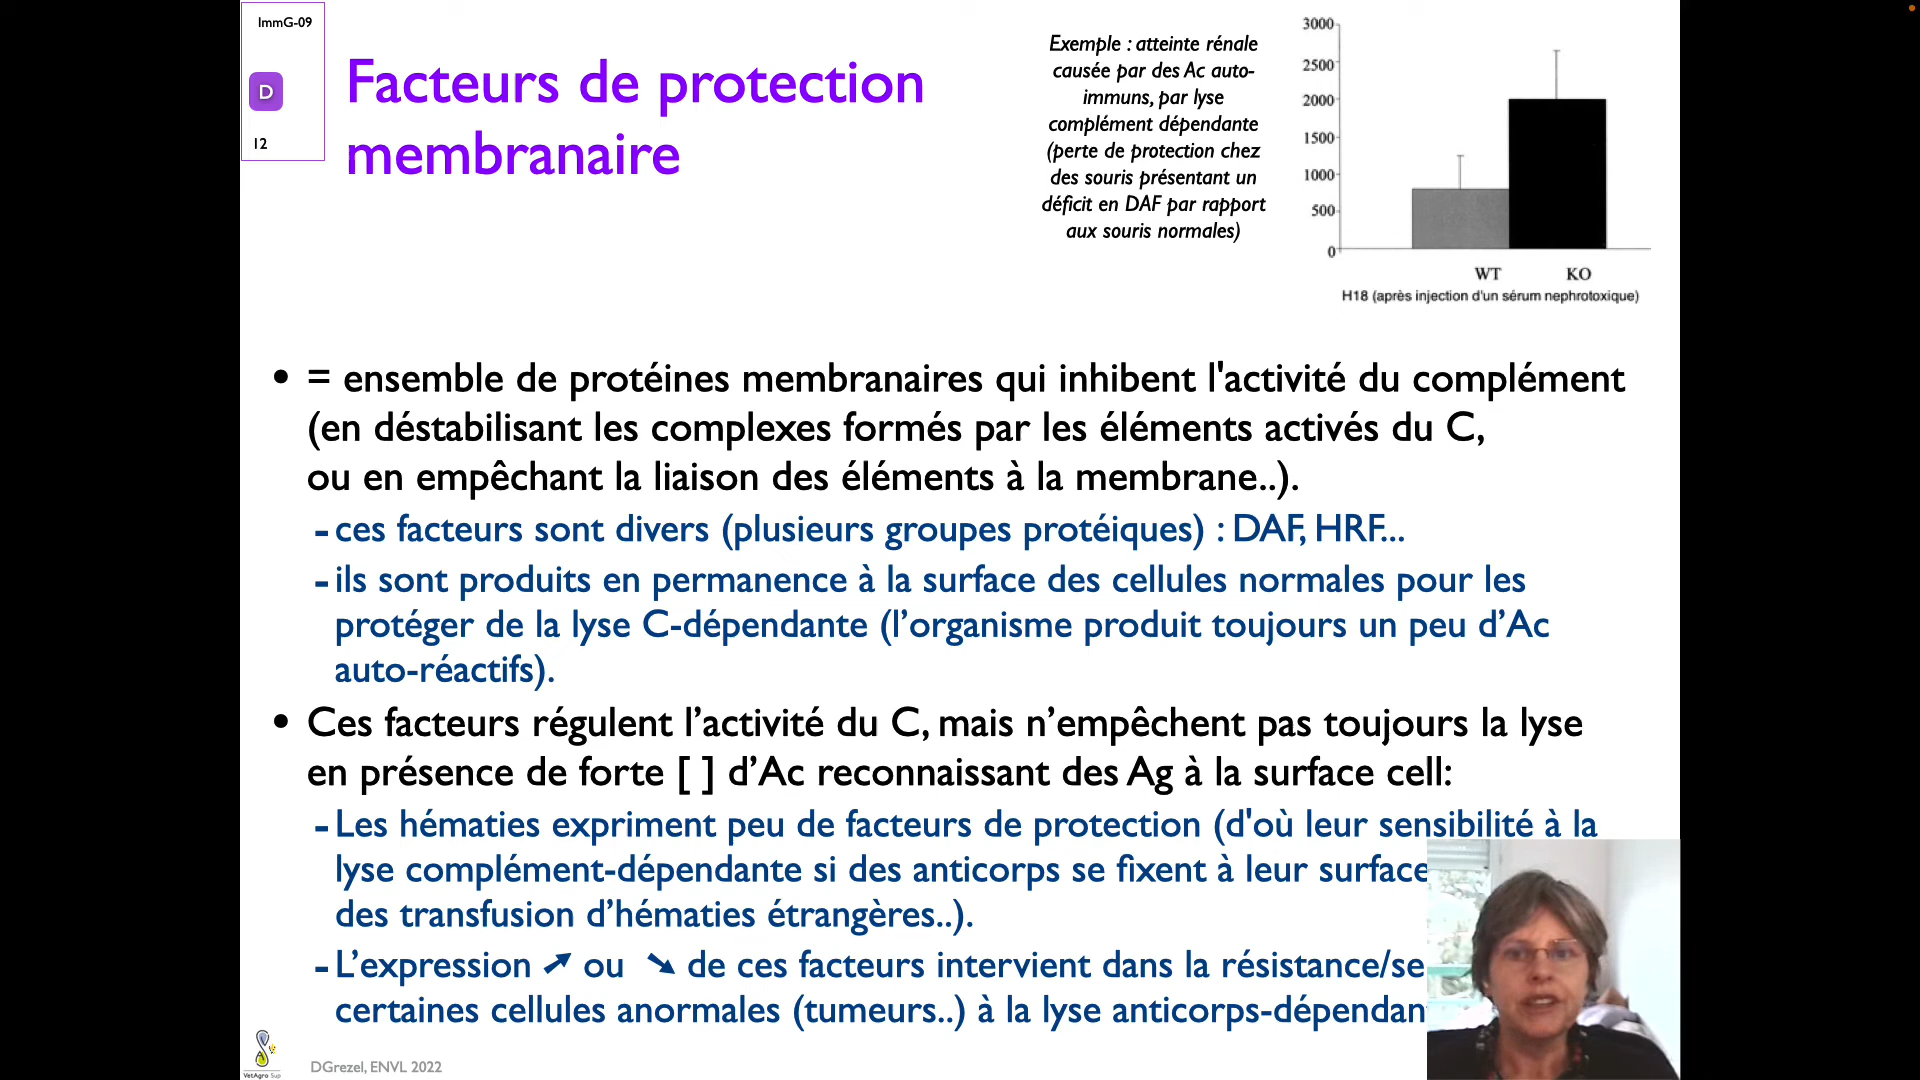 ImmG-09
D
12
Facteurs de protection
membranaire
Exemple : atteinte rénale
causée par des Ac auto-
immuns, par lyse
complément dépendante
(perte de protection chez
des souris présentant un
déficit en DAF par rapport
aux souris normales)
3000
2500
2000
1500
1000
500
0
WT KO
H18 (après injection d'un sérum nephrotoxique)
• = ensemble de protéines membranaires qui inhibent l'activité du complément
(en déstabilisant les complexes formés par les éléments activés du C,
ou en empêchant la liaison des éléments à la membrane..).
- ces facteurs sont divers (plusieurs groupes protéiques) : DAF, HRF...
- ils sont produits en permanence à la surface des cellules normales pour les
protéger de la lyse C-dépendante (l’organisme produit toujours un peu d’Ac
auto-réactifs).
• Ces facteurs régulent l’activité du C, mais n’empêchent pas toujours la lyse
en présence de forte [ ] d’Ac reconnaissant des Ag à la surface cell:
- Les hématies expriment peu de facteurs de protection (d'où leur sensibilité à la
lyse complément-dépendante si des anticorps se fixent à leur surface
des transfusion d’hématies étrangères..).
- L’expression ➚ ou ➘ de ces facteurs intervient dans la résistance/se
certaines cellules anormales (tumeurs..) à la lyse anticorps-dépendan
VetAgro Sup
DGrezel, ENVL 2022